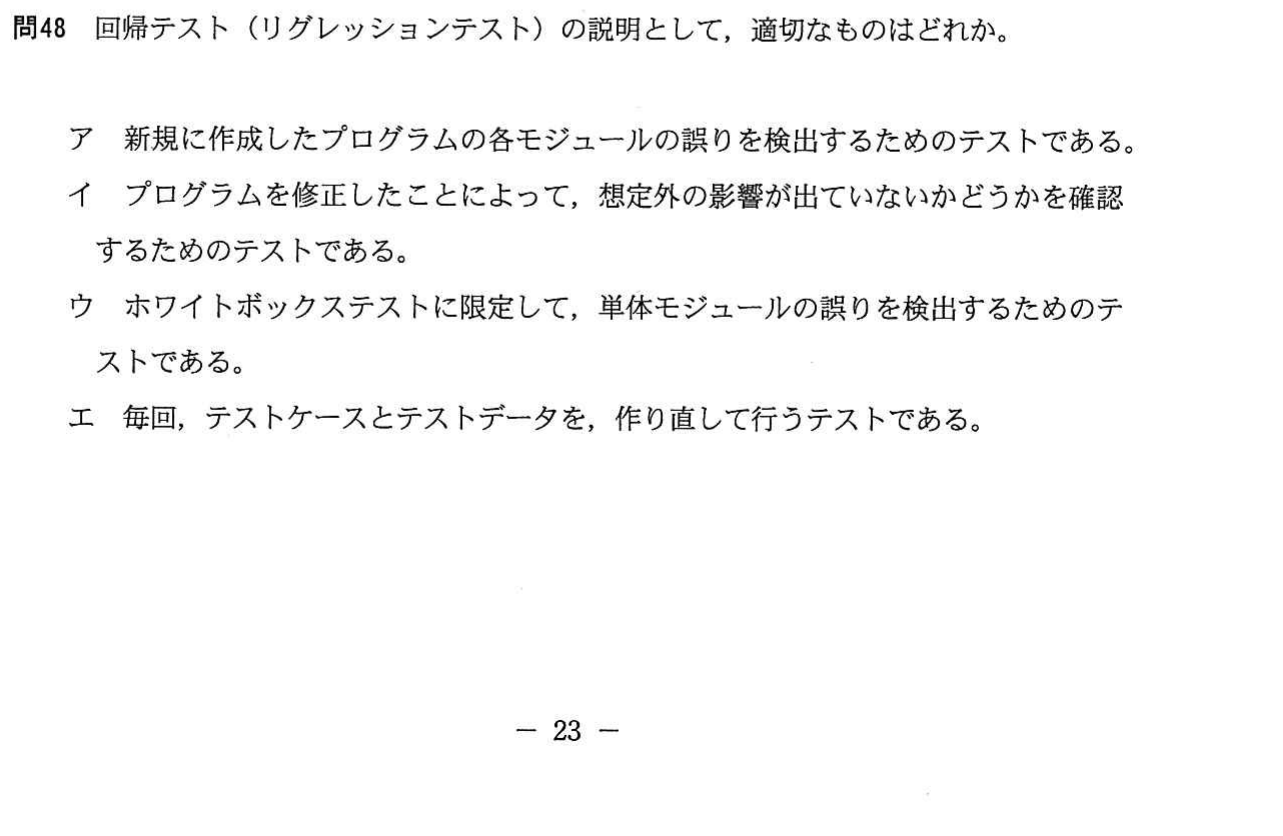 問48 回帰テスト（リグレッションテスト）の説明として，適切なものはどれか。
ア 新規に作成したプログラムの各モジュールの誤りを検出するためのテストである。
イ プログラムを修正したことによって，想定外の影響が出ていないかどうかを確認
するためのテストである。
ウ ホワイトボックステストに限定して，単体モジュールの誤りを検出するためのテ
ストである。
エ 毎回，テストケースとテストデータを，作り直して行うテストである。
－ 23 －